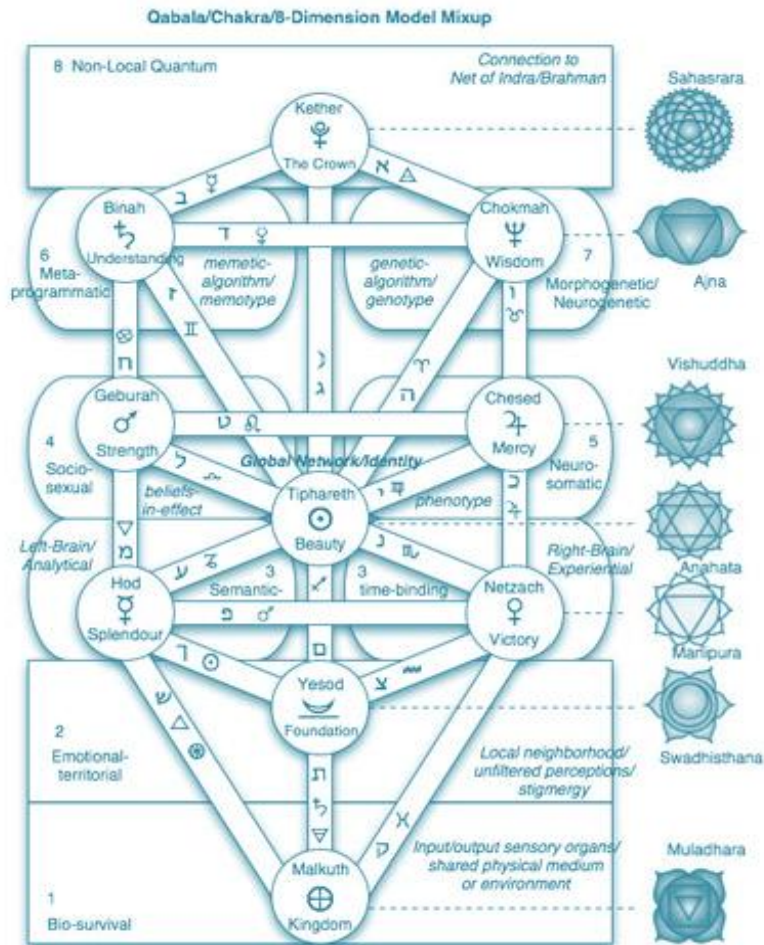 Qabala/Chakra/8-Dimension Model Mixup
8 Non-Local Quantum
Connection to
Net of Indra/Brahman
Sahasrara
Kether
The Crown
ב
א
Binah
Understanding
Chokmah
Wisdom
ד
6
Meta-
programmatic
memetic-
algorithm/
memotype
genetic-
algorithm/
genotype
7
Morphogenetic/
Neurogenetic
Ajna
ז
ו
ח
ג
ה
Vishuddha
Geburah
Strength
Chesed
Mercy
ט
4
Socio-
sexual
5
Neuro-
somatic
Global Network/Identity
ל
י
כ
beliefs-
in-effect
phenotype
Tiphareth
Beauty
מ
ע
נ
Left-Brain/
Analytical
Right-Brain/
Experiential
Anahata
3
Semantic-
3
time-binding
Hod
Splendour
Netzach
Victory
פ
Manipura
ס
ר
צ
Yesod
Foundation
ש
2
Emotional-
territorial
Local neighborhood/
unfiltered perceptions/
stigmergy
Swadhisthana
ת
ק
Input/output sensory organs/
shared physical medium
or environment
Muladhara
Malkuth
Kingdom
1
Bio-survival